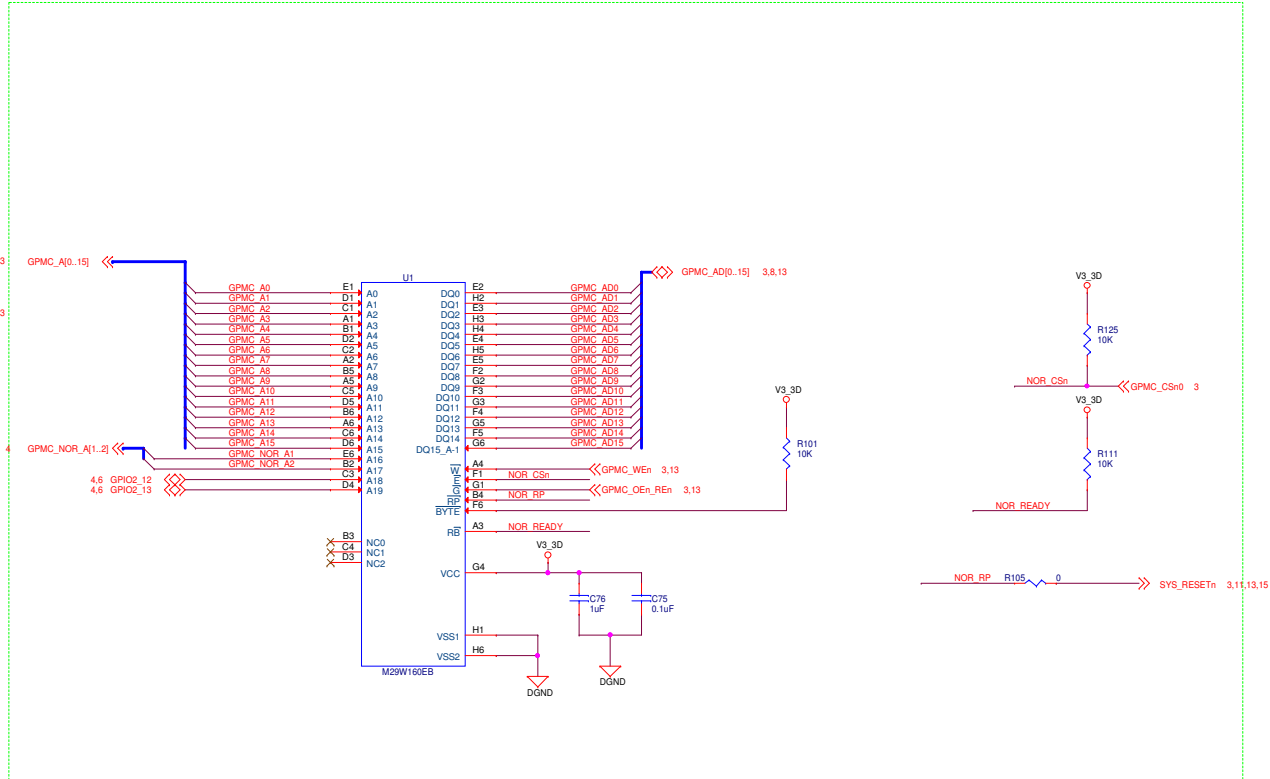 3 GPMC_A[0..15]
3
4 GPMC_NOR_A[1..2]
4,6 GPIO2_12
4,6 GPIO2_13
GPMC_A0
GPMC_A1
GPMC_A2
GPMC_A3
GPMC_A4
GPMC_A5
GPMC_A6
GPMC_A7
GPMC_A8
GPMC_A9
GPMC_A10
GPMC_A11
GPMC_A12
GPMC_A13
GPMC_A14
GPMC_A15
GPMC_NOR_A1
GPMC_NOR_A2
U1
E1 A0
D1 A1
C1 A2
A1 A3
B1 A4
D2 A5
C2 A6
A2 A7
B5 A8
A5 A9
C5 A10
D5 A11
B6 A12
A6 A13
C6 A14
D6 A15
E6 A16
B2 A17
C3 A18
D4 A19
B3 NC0
C4 NC1
D3 NC2
DQ0 E2 GPMC_AD0
DQ1 H2 GPMC_AD1
DQ2 E3 GPMC_AD2
DQ3 H3 GPMC_AD3
DQ4 H4 GPMC_AD4
DQ5 E4 GPMC_AD5
DQ6 H5 GPMC_AD6
DQ7 E5 GPMC_AD7
DQ8 F2 GPMC_AD8
DQ9 G2 GPMC_AD9
DQ10 F3 GPMC_AD10
DQ11 G3 GPMC_AD11
DQ12 F4 GPMC_AD12
DQ13 G5 GPMC_AD13
DQ14 F5 GPMC_AD14
DQ15_A-1 G6 GPMC_AD15
GPMC_AD[0..15] 3,8,13
W A4 GPMC_WEn 3,13
E F1 NOR_CSn
G G1 GPMC_OEn_REn 3,13
RP B4 NOR_RP
BYTE F6
RB A3 NOR_READY
V3_3D
VCC G4
C76
1uF
C75
0.1uF
VSS1 H1
VSS2 H6
M29W160EB
DGND
DGND
V3_3D
R101
10K
V3_3D
R125
10K
NOR_CSn GPMC_CSn0 3
V3_3D
R111
10K
NOR_READY
NOR_RP R105 0 SYS_RESETn 3,11,13,15